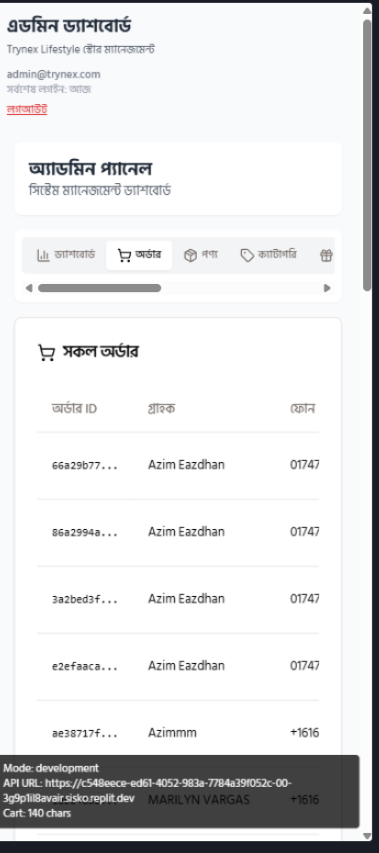 এডমিন ড্যাশবোর্ড
Trynex Lifestyle স্টোর ম্যানেজমেন্ট
admin@trynex.com
সর্বশেষ লগইন: আজ
লগআউট
অ্যাডমিন প্যানেল
সিস্টেম ম্যানেজমেন্ট ড্যাশবোর্ড
ড্যাশবোর্ড অর্ডার পণ্য ক্যাটাগরি
সকল অর্ডার
অর্ডার ID গ্রাহক ফোন
66a29b77... Azim Eazdhan 01747
86a2994a... Azim Eazdhan 01747
3a2bed3f... Azim Eazdhan 01747
e2efaaca... Azim Eazdhan 01747
ae38717f... Azimmm +1616
Mode: development
API URL: https://c548eece-ed61-4052-983a-7784a39f052c-00-
3g9p1il8avair.sisko.replit.dev
MARILYN VARGAS +1616
Cart: 140 chars